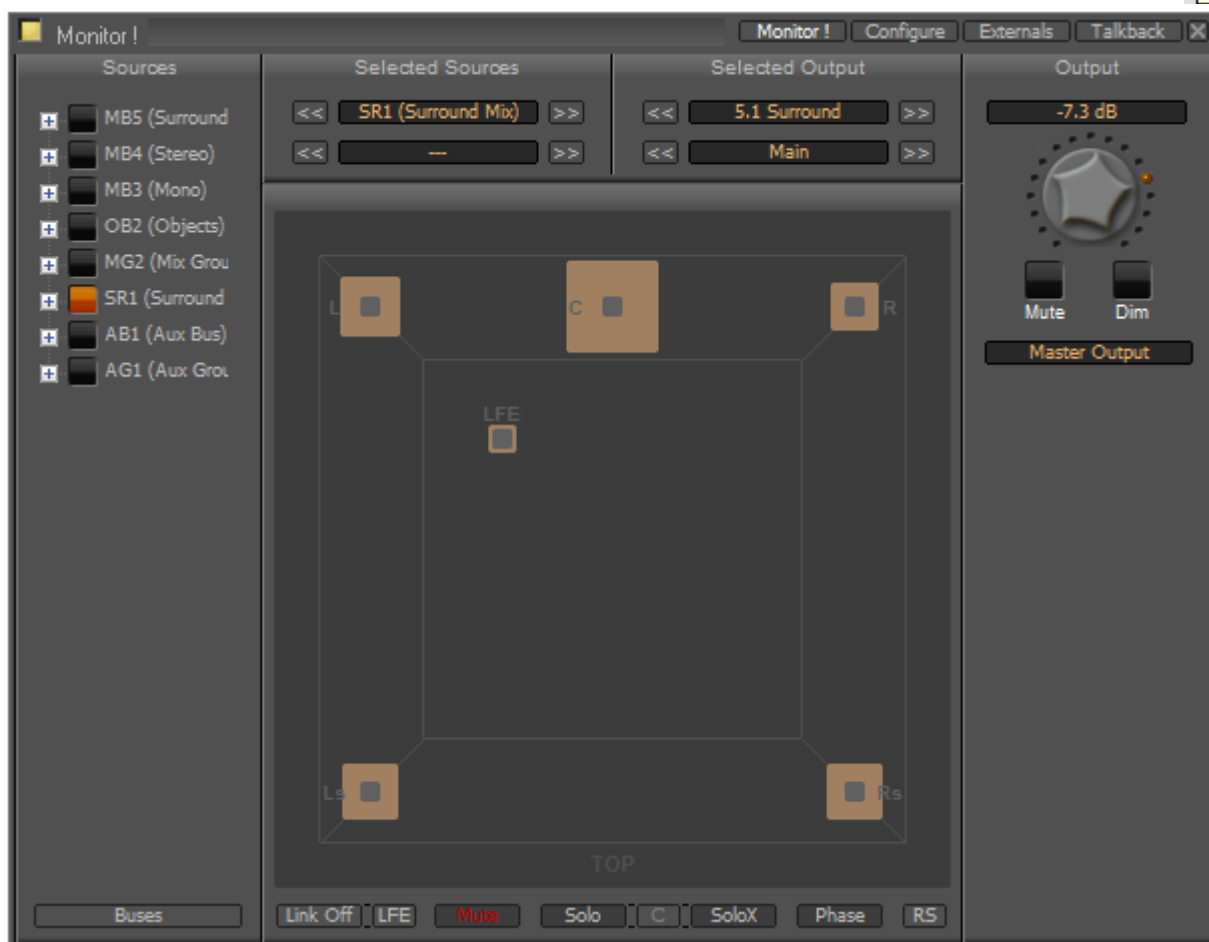 Monitor !
Monitor ! Configure Externals Talkback X
Sources
MB5 (Surround
MB4 (Stereo)
MB3 (Mono)
OB2 (Objects)
MG2 (Mix Grou
SR1 (Surround
AB1 (Aux Bus)
AG1 (Aux Grou
Buses
Selected Sources
<< SR1 (Surround Mix) >>
<< --- >>
Selected Output
<< 5.1 Surround >>
<< Main >>
L C R
LFE
Ls Rs
TOP
Link Off LFE Mute Solo C SoloX Phase RS
Output
-7.3 dB
Mute Dim
Master Output